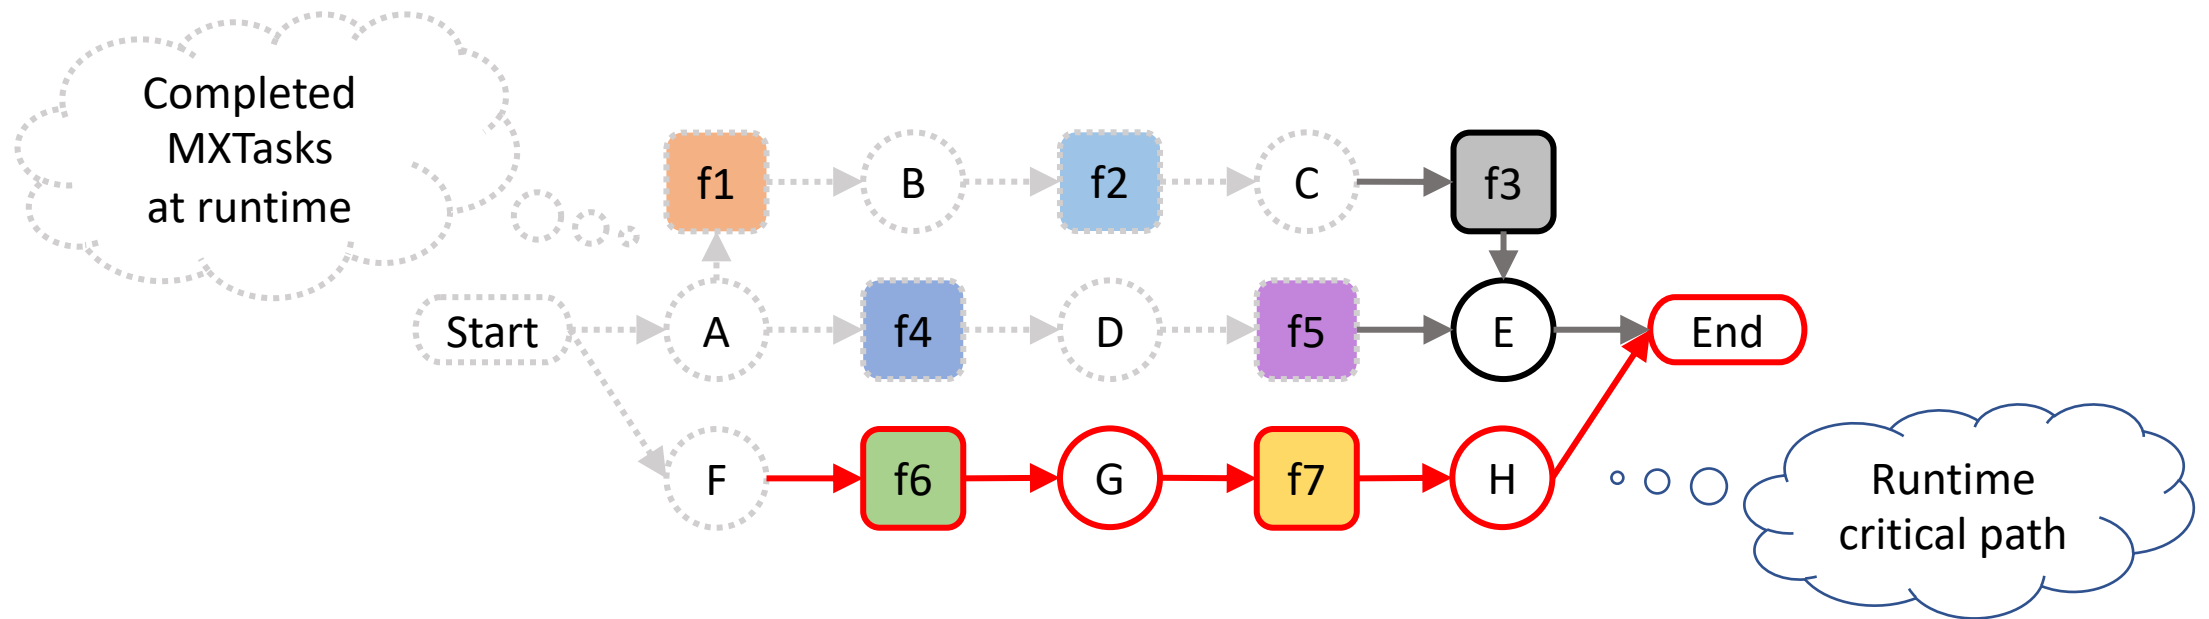 Completed
MXTasks
at runtime
f1
B
f2
C
f3
Start
A
f4
D
f5
E
End
F
f6
G
f7
H
Runtime
critical path